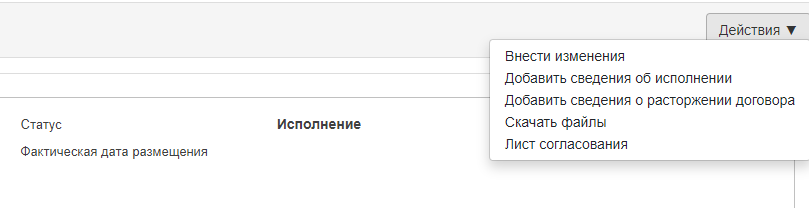 Действия ▼
Внести изменения
Добавить сведения об исполнении
Добавить сведения о расторжении договора
Скачать файлы
Лист согласования
Статус Исполнение
Фактическая дата размещения